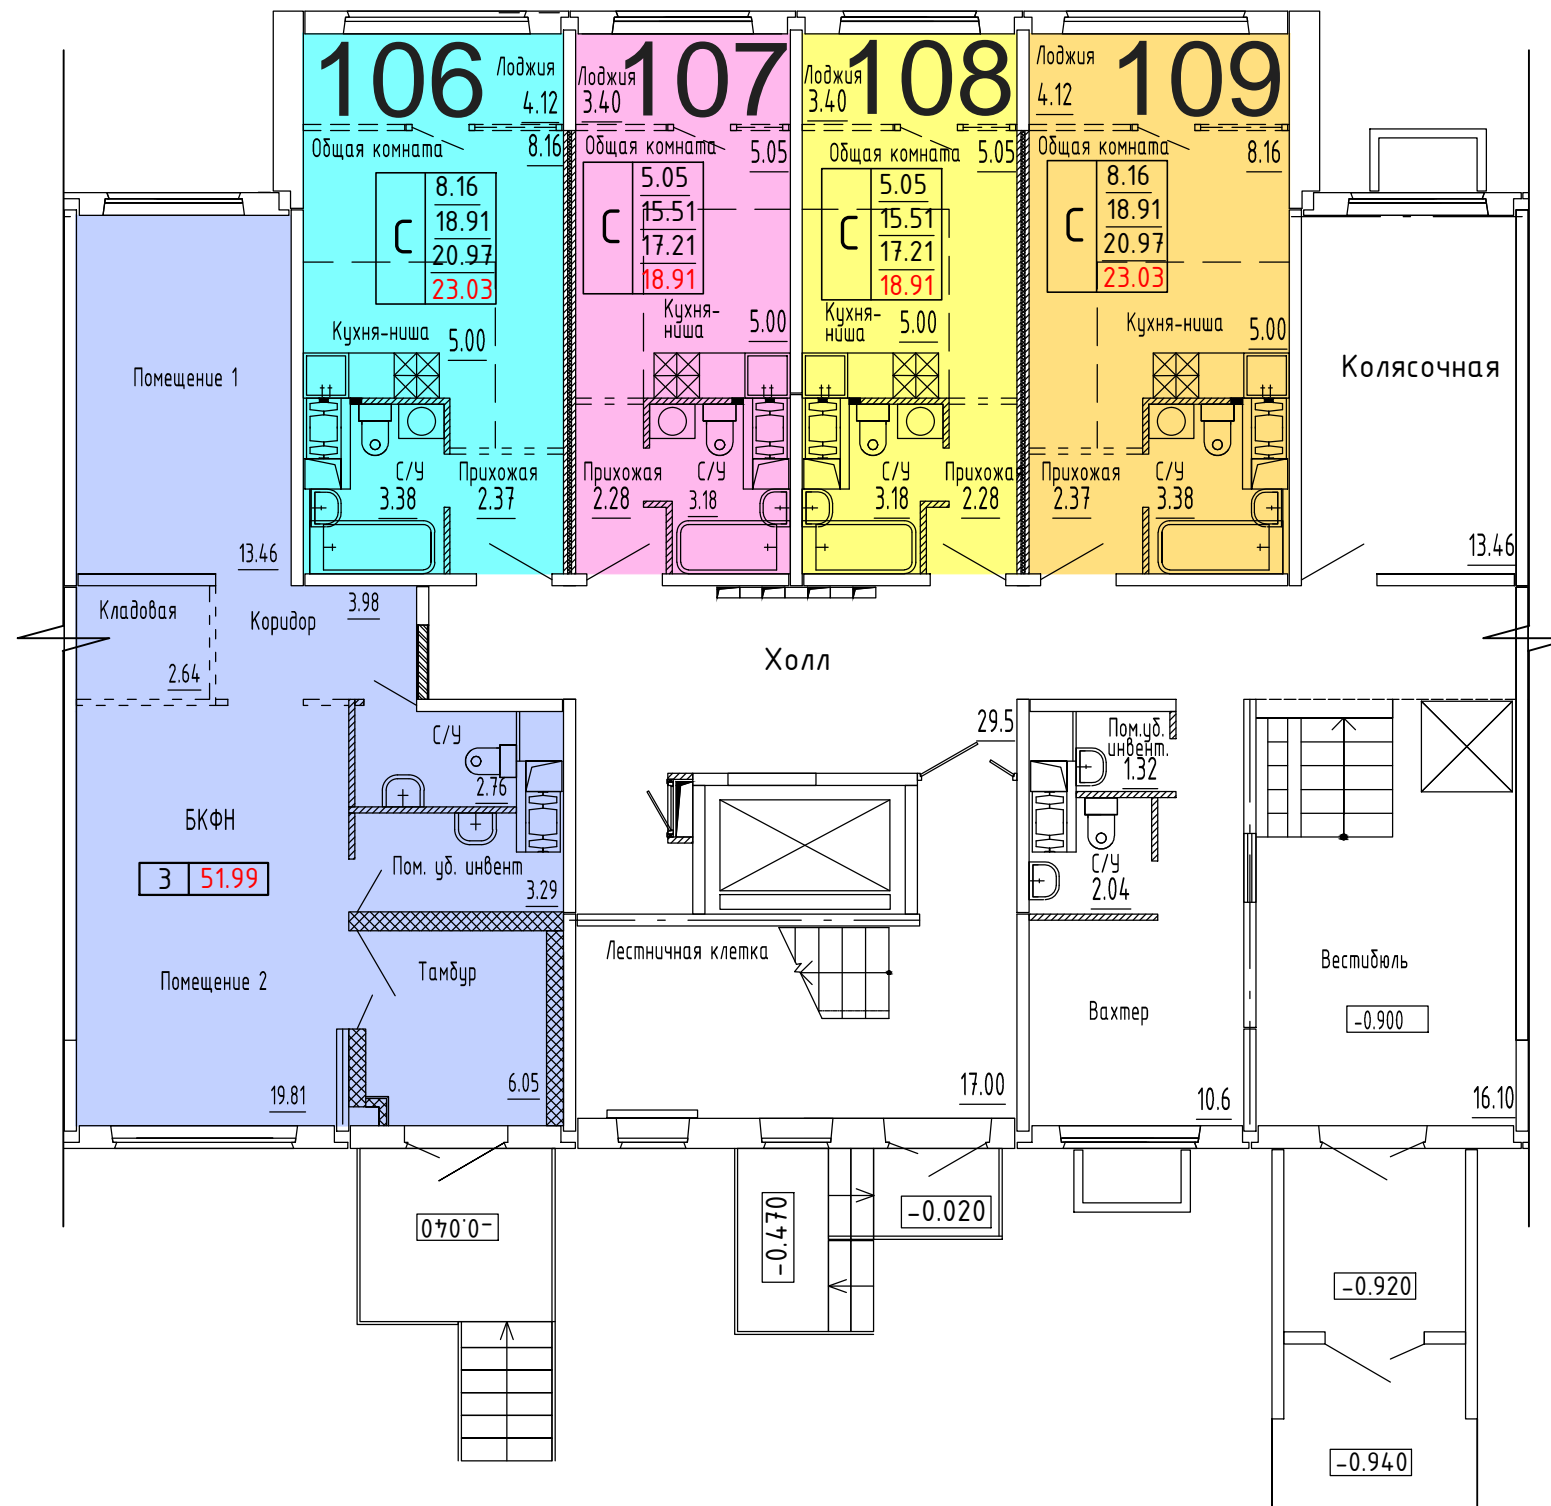 106
Лоджия
4.12
Общая комната
8.16
С
8.16
18.91
20.97
23.03
Кухня-ниша
5.00
С/У
3.38
Прихожая
2.37
107
Лоджия
3.40
Общая комната
5.05
С
5.05
15.51
17.21
18.91
Кухня-
ниша
5.00
Прихожая
2.28
С/У
3.18
108
Лоджия
3.40
Общая комната
5.05
С
5.05
15.51
17.21
18.91
Кухня-
ниша
5.00
С/У
3.18
Прихожа
2.28
109
Лоджия
4.12
Общая комната
8.16
С
8.16
18.91
20.97
23.03
Кухня-ниша
5.00
Прихожая
2.37
С/У
3.38
Колясочная
13.46
Помещение 1
13.46
Кладовая
2.64
Коридор
3.98
С/У
2.76
БКФН
3 51.99
Пом. уб. инвент
3.29
Помещение 2
19.81
Тамбур
6.05
Холл
29.5
Лестничная клетка
17.00
Пом.уб.
инвент.
1.32
С/У
2.04
Вахтер
10.6
Вестибюль
-0.900
16.10
-0.040
-0.470
-0.020
-0.920
-0.940